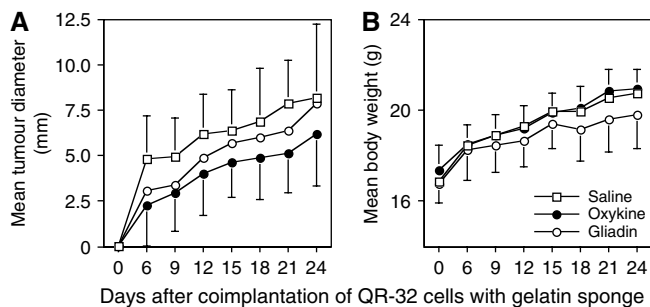 A
Mean tumour diameter
(mm)
12.5
10.0
7.5
5.0
2.5
0
0 6 9 12 15 18 21 24
B
Mean body weight (g)
24
20
16
Saline
Oxykine
Gliadin
0 6 9 12 15 18 21 24
Days after coimplantation of QR-32 cells with gelatin sponge